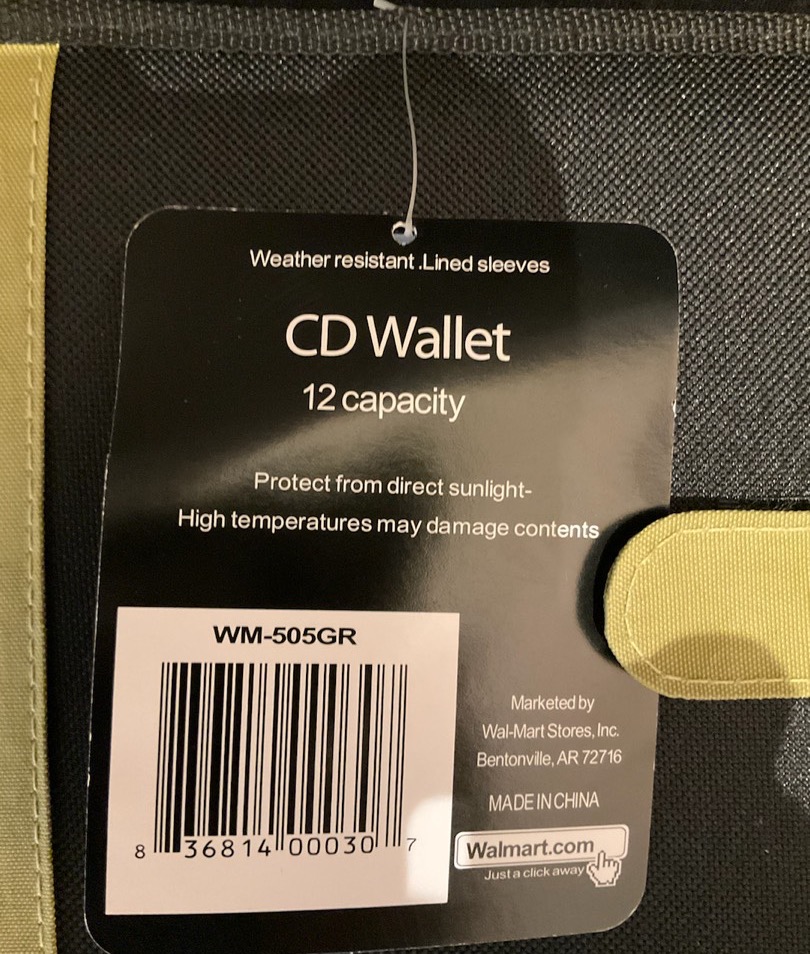 Weather resistant .Lined sleeves
CD Wallet
12 capacity
Protect from direct sunlight-
High temperatures may damage contents
WM-505GR
8 36814 00030 7
Marketed by
Wal-Mart Stores, Inc.
Bentonville, AR 72716
MADE IN CHINA
Walmart.com
Just a click away